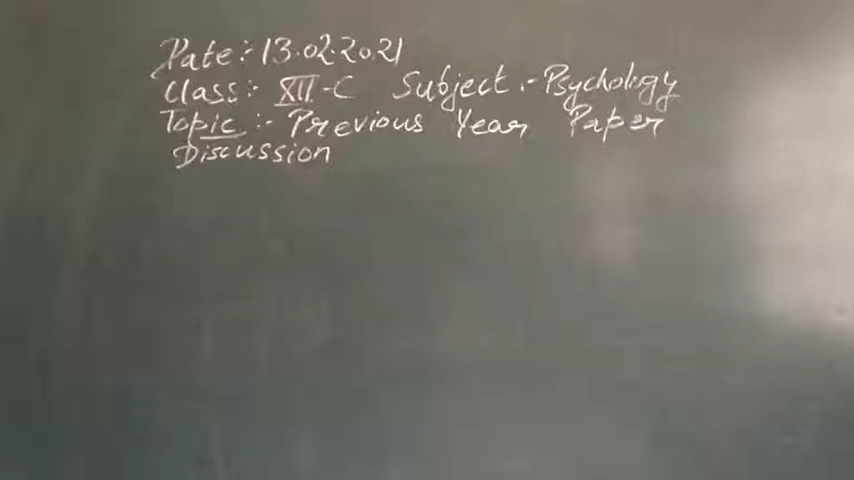 Date:- 13.02.2021
Class:- XII-C Subject:- Psychology
Topic:- Previous Year Paper
Discussion